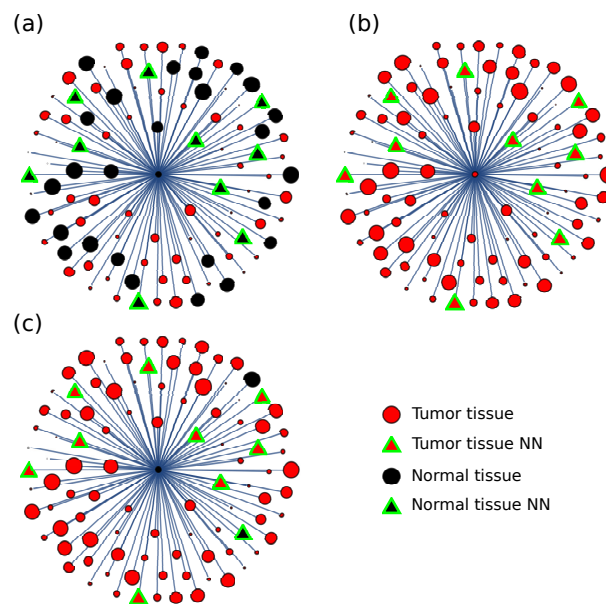 (a)
(b)
(c)
Tumor tissue
Tumor tissue NN
Normal tissue
Normal tissue NN